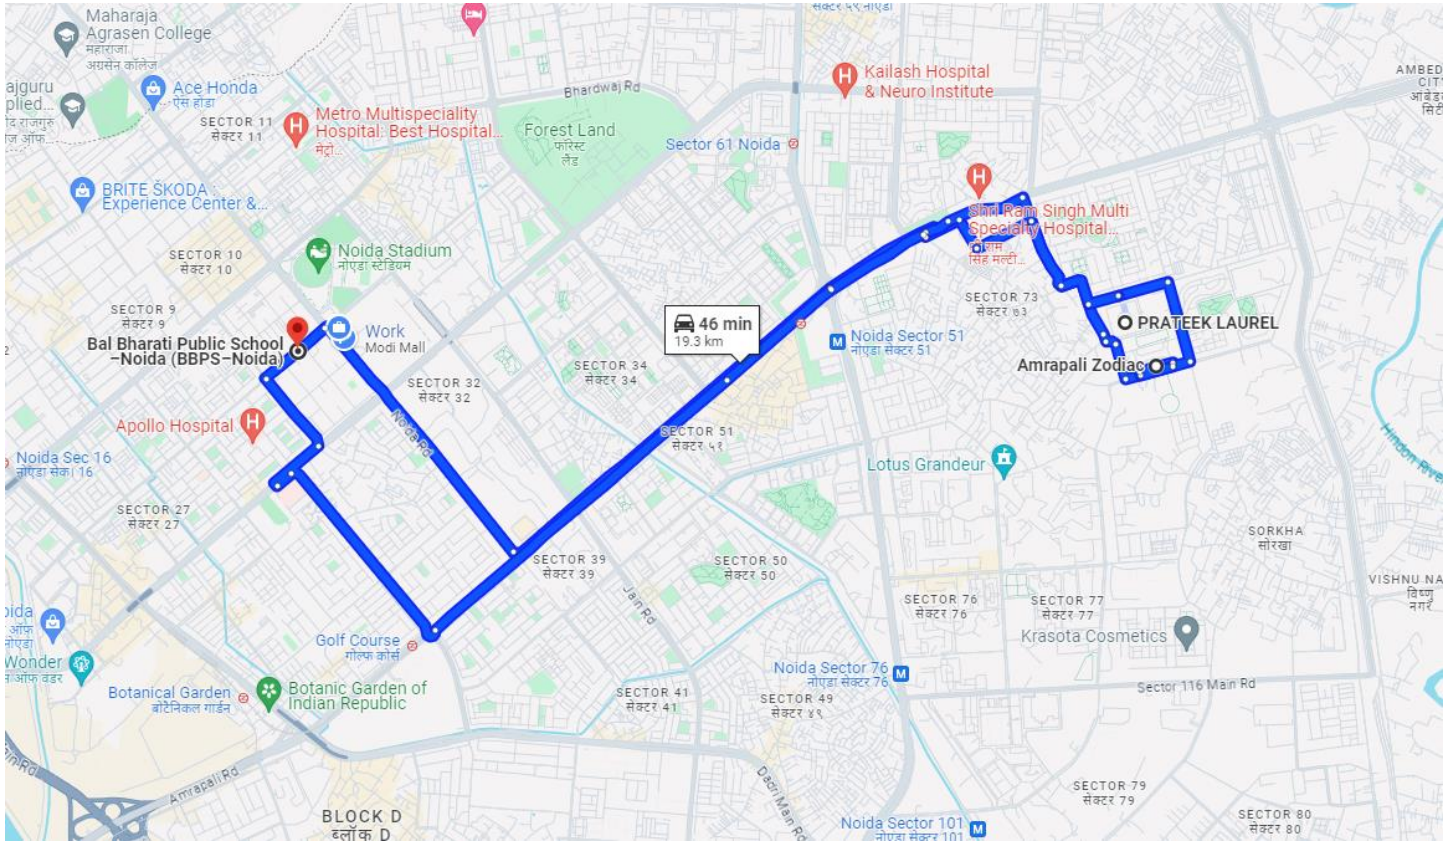 Maharaja
Agrasen College
महाराजा
अग्रसेन कॉलेज
Ace Honda
ऐस होंडा
SECTOR 11
सेक्टर 11
Metro Multispeciality
Hospital: Best Hospital...
मेट्रो...
Bhardwaj Rd
Forest Land
फॉरेस्ट
लैंड
Kailash Hospital
& Neuro Institute
Sector 61 Noida
BRITE ŠKODA :
Experience Center &...
Noida Stadium
नोएडा स्टेडियम
SECTOR 10
सेक्टर 10
SECTOR 9
सेक्टर 9
Bal Bharati Public School
–Noida (BBPS–Noida)
Work
Modi Mall
Shri Ram Singh Multi
Specialty Hospital...
SECTOR 73
सेक्टर ७३
46 min
19.3 km
Noida Sector 51
नोएडा सेक्टर 51
PRATEEK LAUREL
Amrapali Zodiac
SECTOR 34
सेक्टर 34
SECTOR 32
सेक्टर 32
Noida Rd
Apollo Hospital
SECTOR 51
सेक्टर ५१
Noida Sec 16
नोएडा सेक। 16
Lotus Grandeur
Hindon River
SECTOR 27
सेक्टर 27
SORKHA
सोरखा
SECTOR 39
सेक्टर 39
SECTOR 50
सेक्टर 50
Jain Rd
SECTOR 76
सेक्टर 76
SECTOR 77
सेक्टर 77
VISHNU NA
विष्णु
नगर
Krasota Cosmetics
Golf Course
गोल्फ कोर्स
Wonder
Botanical Garden
बोटैनिकल गार्डन
Botanic Garden of
Indian Republic
Noida Sector 76
नोएडा सेक्टर 76
Sector 116 Main Rd
SECTOR 41
सेक्टर 41
SECTOR 49
सेक्टर ४९
Amrapali Rd
Dadri Main Rd
SECTOR 79
सेक्टर 79
BLOCK D
ब्लॉक D
Noida Sector 101
नोएडा सेक्टर 101
SECTOR 80
सेक्टर 80